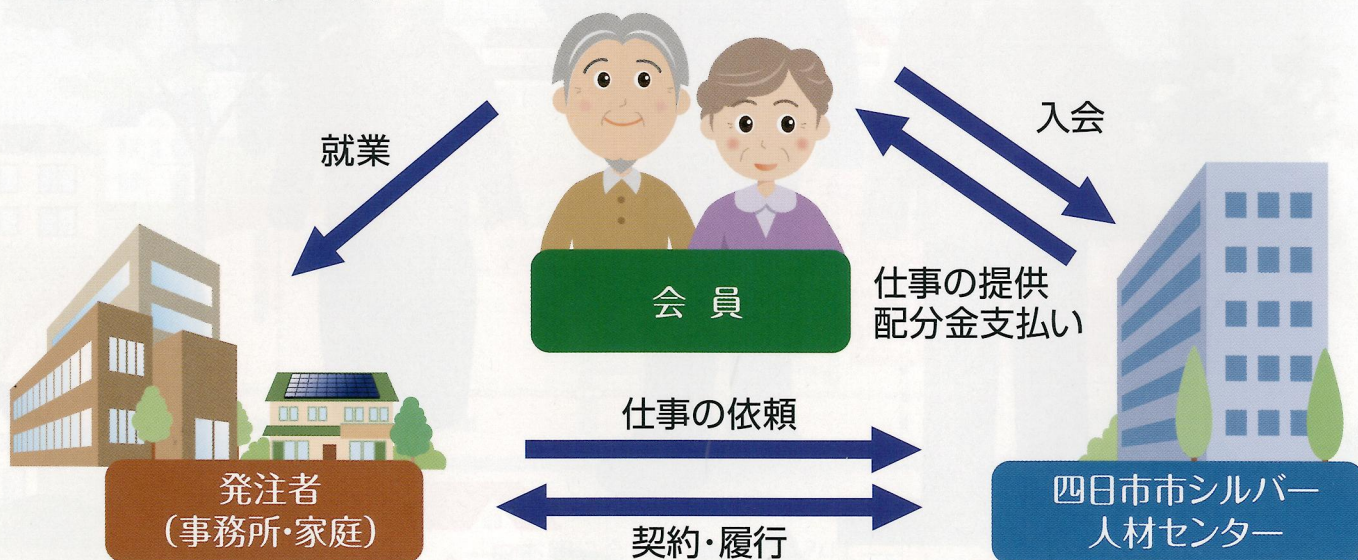 就業
入会
会員
仕事の提供
配分金支払い
仕事の依頼
発注者
(事務所・家庭)
契約・履行
四日市市シルバー
人材センター